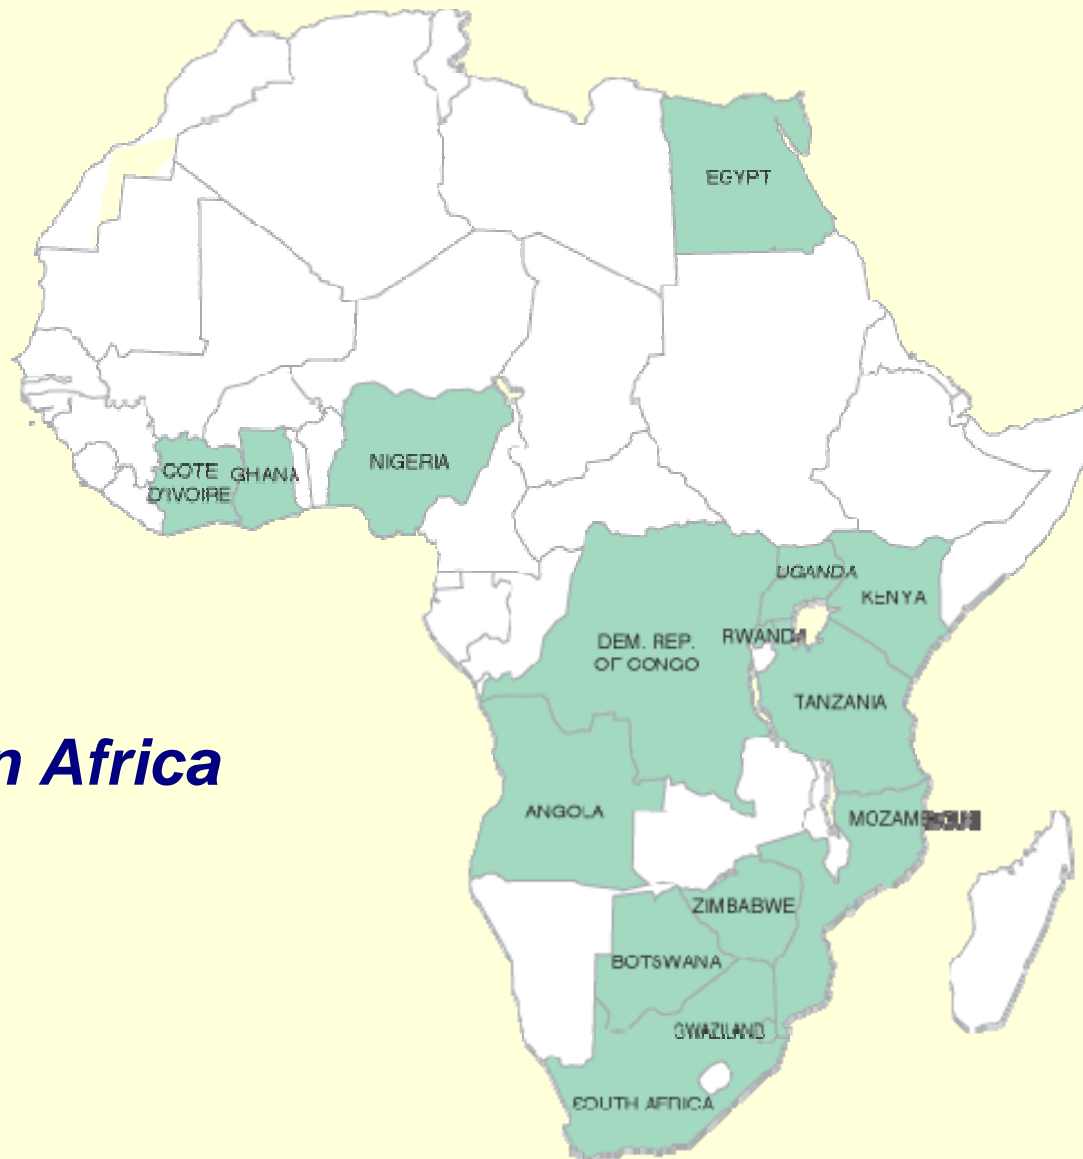 EGYPT
NIGERIA
COTE
D'IVOIRE
GHANA
UGANDA
KENYA
RWANDA
DEM. REP.
OF CONGO
TANZANIA
n Africa
ANGOLA
MOZAMBIQUE
ZIMBABWE
BOTSWANA
SWAZILAND
SOUTH AFRICA